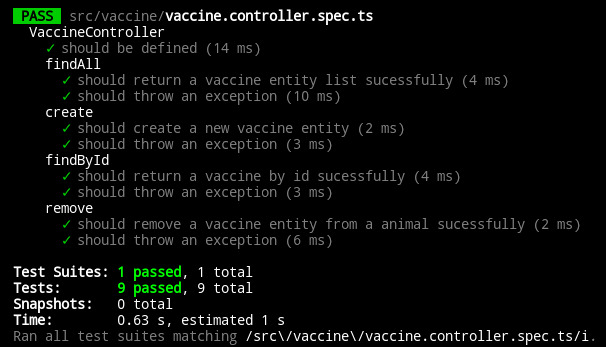 PASS src/vaccine/vaccine.controller.spec.ts
VaccineController
✓ should be defined (14 ms)
findAll
✓ should return a vaccine entity list sucessfully (4 ms)
✓ should throw an exception (10 ms)
create
✓ should create a new vaccine entity (2 ms)
✓ should throw an exception (3 ms)
findById
✓ should return a vaccine by id sucessfully (4 ms)
✓ should throw an exception (3 ms)
remove
✓ should remove a vaccine entity from a animal sucessfully (2 ms)
✓ should throw an exception (6 ms)
Test Suites: 1 passed, 1 total
Tests: 9 passed, 9 total
Snapshots: 0 total
Time: 0.63 s, estimated 1 s
Ran all test suites matching /src\/vaccine\/vaccine.controller.spec.ts/i.